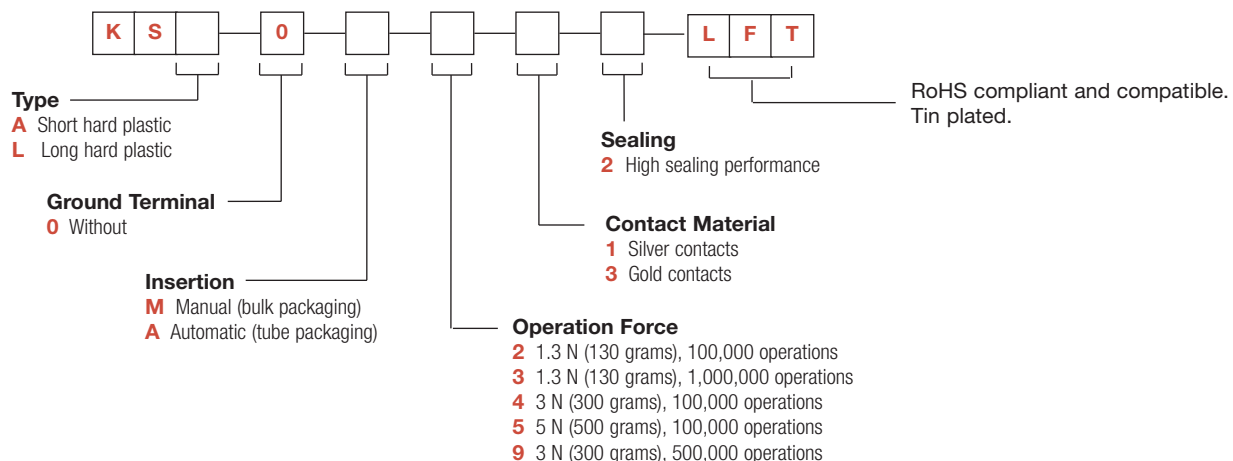 K S 0 L F T
Type
A Short hard plastic
L Long hard plastic
Ground Terminal
0 Without
Insertion
M Manual (bulk packaging)
A Automatic (tube packaging)
Operation Force
2 1.3 N (130 grams), 100,000 operations
3 1.3 N (130 grams), 1,000,000 operations
4 3 N (300 grams), 100,000 operations
5 5 N (500 grams), 100,000 operations
9 3 N (300 grams), 500,000 operations
Contact Material
1 Silver contacts
3 Gold contacts
Sealing
2 High sealing performance
RoHS compliant and compatible.
Tin plated.